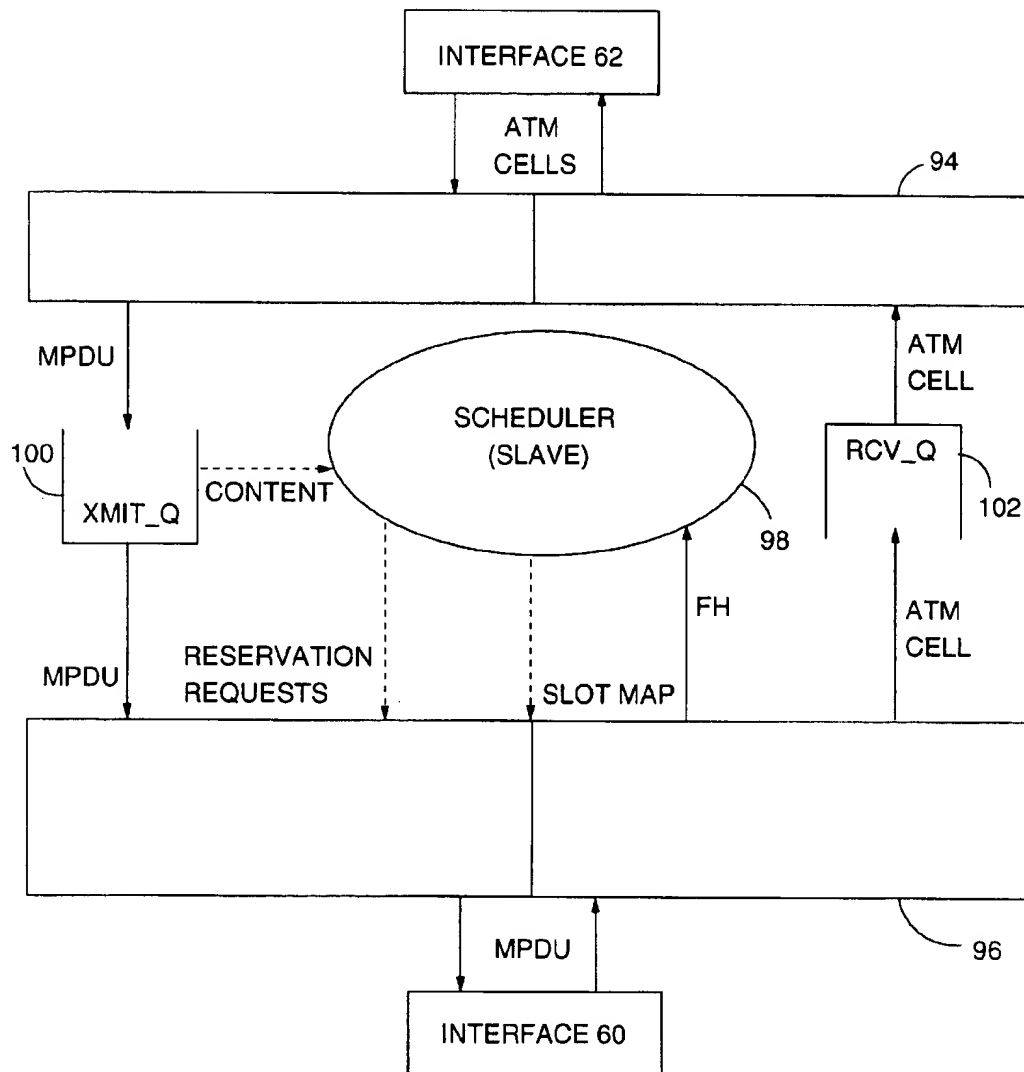 INTERFACE 62
ATM
CELLS
94
MPDU
ATM
CELL
SCHEDULER
(SLAVE)
100
XMIT_Q
CONTENT
RCV_Q
102
98
FH
ATM
CELL
MPDU
RESERVATION
REQUESTS
SLOT MAP
MPDU
96
INTERFACE 60